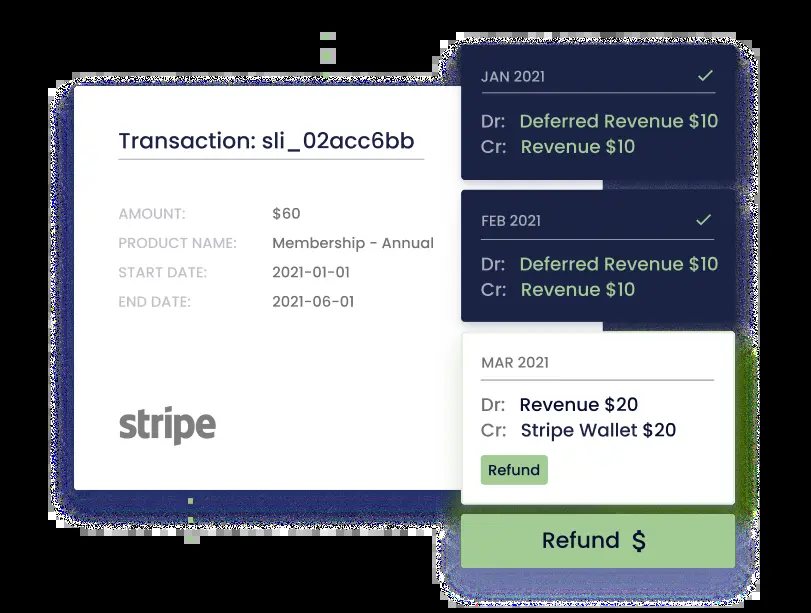 Transaction: sli_02acc6bb
AMOUNT: $60
PRODUCT NAME: Membership - Annual
START DATE: 2021-01-01
END DATE: 2021-06-01
stripe
JAN 2021
Dr: Deferred Revenue $10
Cr: Revenue $10
FEB 2021
Dr: Deferred Revenue $10
Cr: Revenue $10
MAR 2021
Dr: Revenue $20
Cr: Stripe Wallet $20
Refund
Refund $